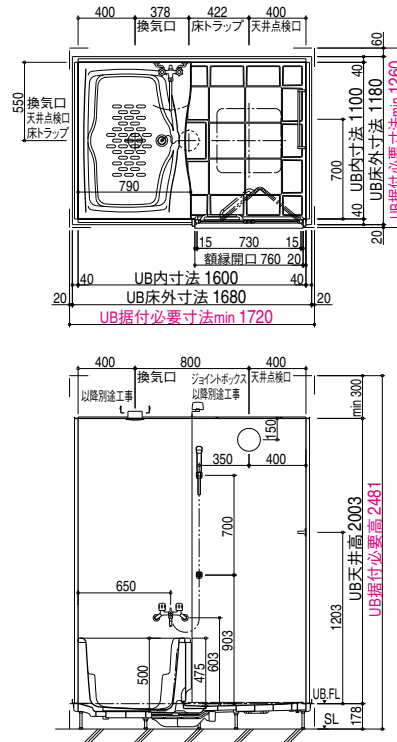 400 378 422 400
換気口 床トラップ 天井点検口
60
550
換気口
天井点検口
床トラップ
790
700
40
40
20
UB内寸法 1100
UB床外寸法 1180
UB据付必要寸法min 1260
15 730 15
額縁開口 760 20
40 UB内寸法 1600 40
20 UB床外寸法 1680 20
UB据付必要寸法min 1720
400 800 400
換気口 ジョイントボックス 天井点検口
以降別途工事 以降別途工事
min 300
150
350 400
700
650
500
475
603
903
1203
UB天井高 2003
UB据付必要高 2481
UB.FL
SL
178